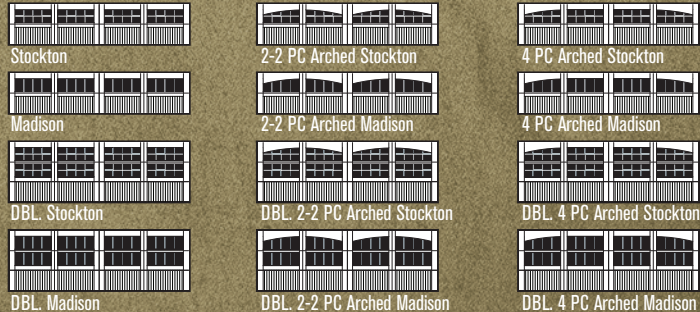 Stockton
2-2 PC Arched Stockton
4 PC Arched Stockton
Madison
2-2 PC Arched Madison
4 PC Arched Madison
DBL. Stockton
DBL. 2-2 PC Arched Stockton
DBL. 4 PC Arched Stockton
DBL. Madison
DBL. 2-2 PC Arched Madison
DBL. 4 PC Arched Madison